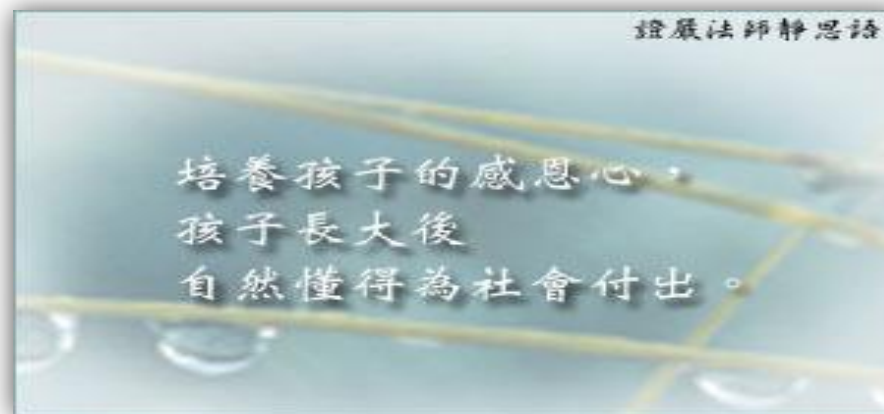 證嚴法師靜思語
培養孩子的感恩心，
孩子長大後
自然懂得為社會付出。